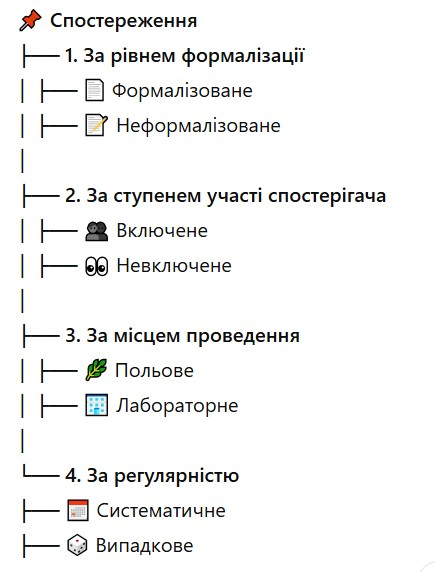 📌 Спостереження
├── 1. За рівнем формалізації
│ ├── 📄 Формалізоване
│ ├── 📝 Неформалізоване
│
├── 2. За ступенем участі спостерігача
│ ├── 👥 Включене
│ ├── 👀 Невключене
│
├── 3. За місцем проведення
│ ├── 🌿 Польове
│ ├── 🏢 Лабораторне
│
└── 4. За регулярністю
├── 📅 Систематичне
├── 🎲 Випадкове